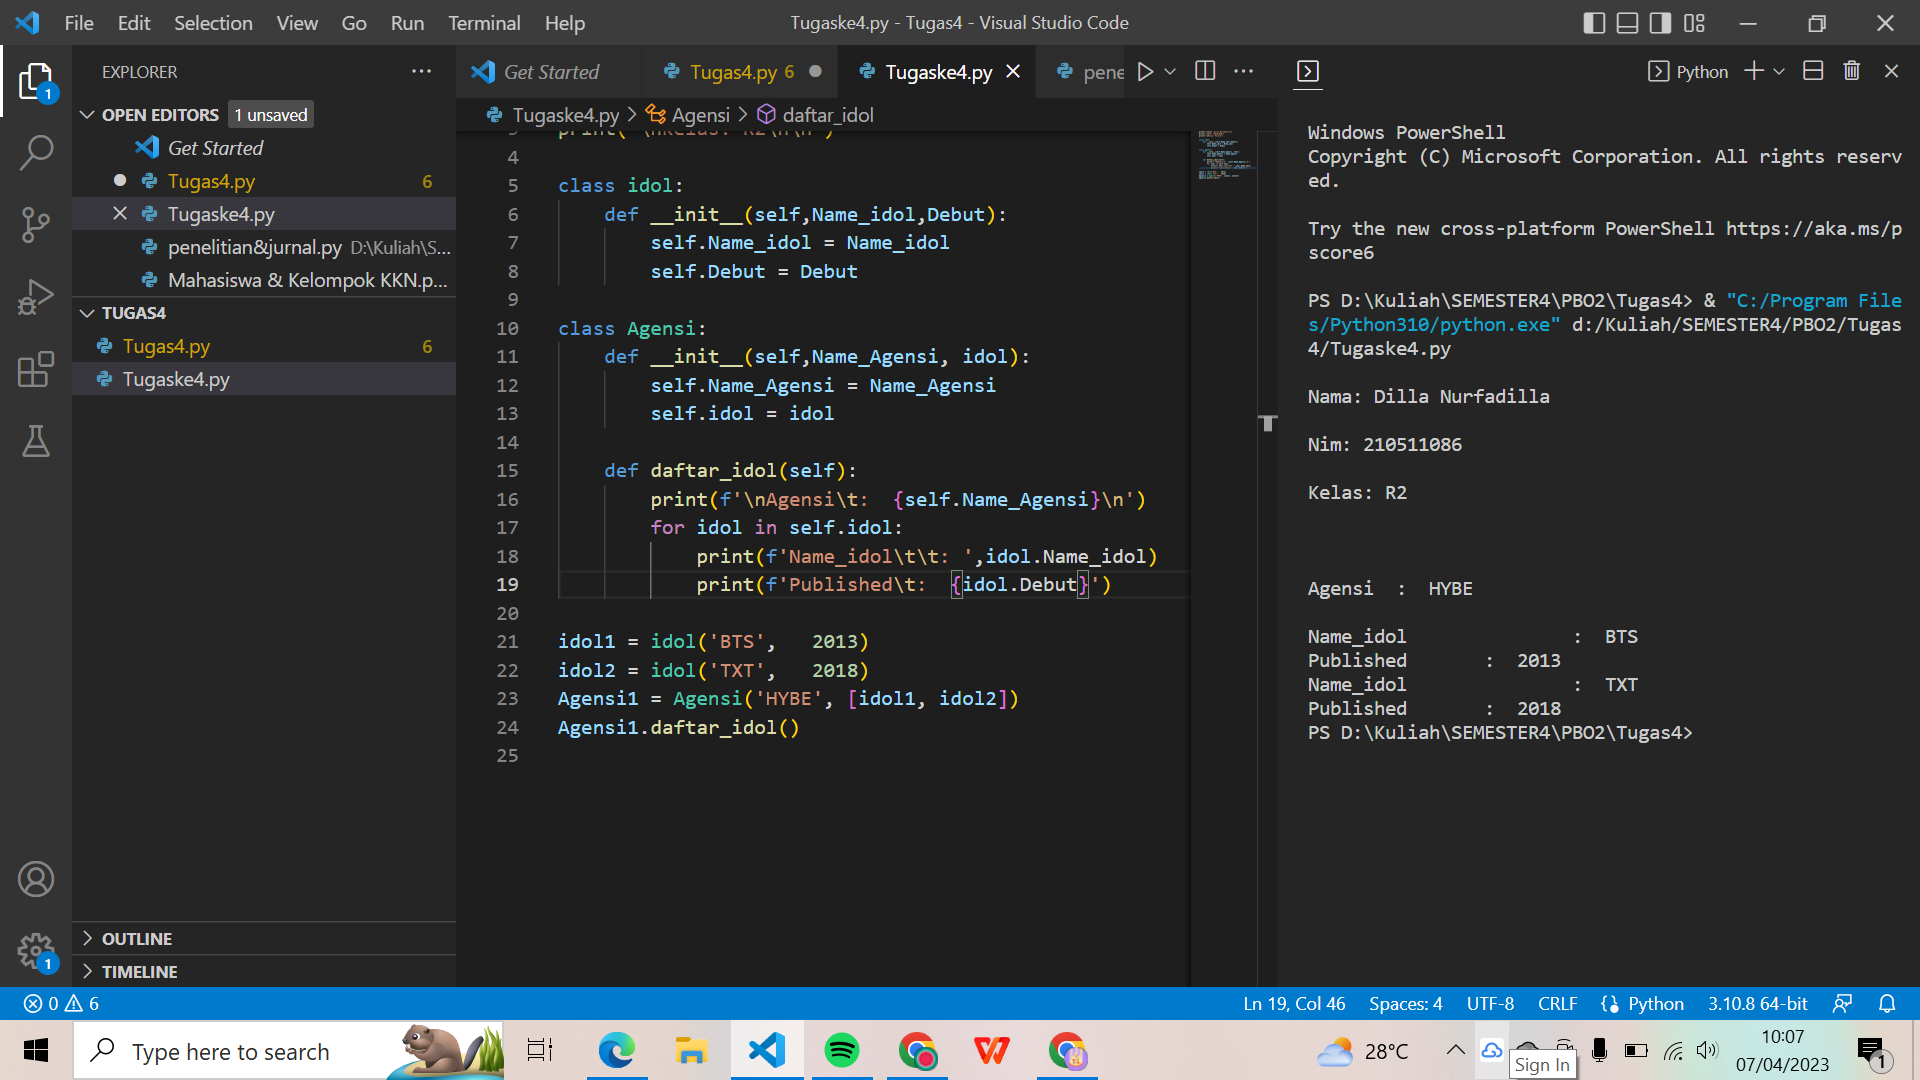 File Edit Selection View Go Run Terminal Help
Tugaske4.py - Tugas4 - Visual Studio Code
EXPLORER
OPEN EDITORS 1 unsaved
Get Started
Tugas4.py 6
Tugaske4.py
penelitian&jurnal.py D:\Kuliah\S...
Mahasiswa & Kelompok KKN.p...
TUGAS4
Tugas4.py 6
Tugaske4.py
OUTLINE
TIMELINE
1
1
Get Started Tugas4.py 6 Tugaske4.py pene
Tugaske4.py > Agensi > daftar_idol
4
5 class idol:
6     def __init__(self,Name_idol,Debut):
7         self.Name_idol = Name_idol
8         self.Debut = Debut
9
10 class Agensi:
11     def __init__(self,Name_Agensi, idol):
12         self.Name_Agensi = Name_Agensi
13         self.idol = idol
14
15     def daftar_idol(self):
16         print(f'\nAgensi\t:  {self.Name_Agensi}\n')
17         for idol in self.idol:
18             print(f'Name_idol\t\t: ',idol.Name_idol)
19             print(f'Published\t:  {idol.Debut}')
20
21 idol1 = idol('BTS',   2013)
22 idol2 = idol('TXT',   2018)
23 Agensi1 = Agensi('HYBE', [idol1, idol2])
24 Agensi1.daftar_idol()
25
Python
Windows PowerShell
Copyright (C) Microsoft Corporation. All rights reserv
ed.
Try the new cross-platform PowerShell https://aka.ms/p
score6
PS D:\Kuliah\SEMESTER4\PBO2\Tugas4> & "C:/Program File
s/Python310/python.exe" d:/Kuliah/SEMESTER4/PBO2/Tugas
4/Tugaske4.py
Nama: Dilla Nurfadilla
Nim: 210511086
Kelas: R2
Agensi  :  HYBE
Name_idol               :  BTS
Published       :  2013
Name_idol               :  TXT
Published       :  2018
PS D:\Kuliah\SEMESTER4\PBO2\Tugas4>
0 6
Ln 19, Col 46 Spaces: 4 UTF-8 CRLF Python 3.10.8 64-bit
Type here to search
28°C
Sign In
10:07
07/04/2023
1